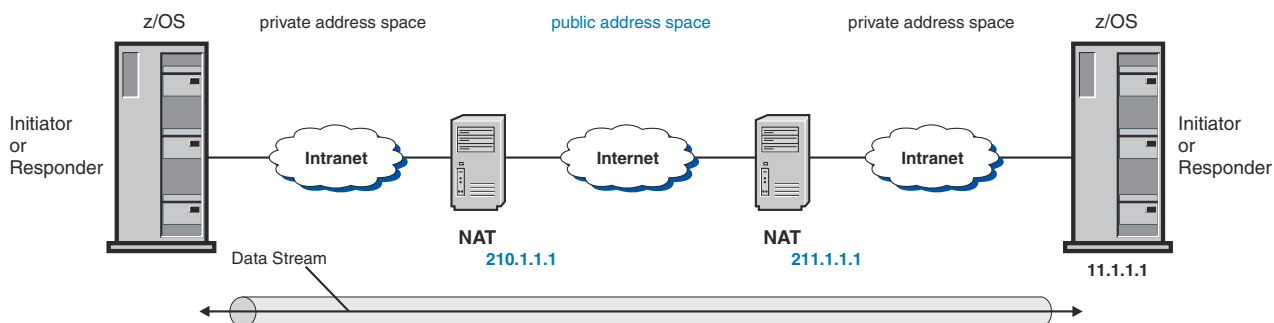 z/OS
private address space
public address space
private address space
z/OS
Initiator
or
Responder
Intranet
Internet
Intranet
Initiator
or
Responder
NAT
210.1.1.1
NAT
211.1.1.1
11.1.1.1
Data Stream